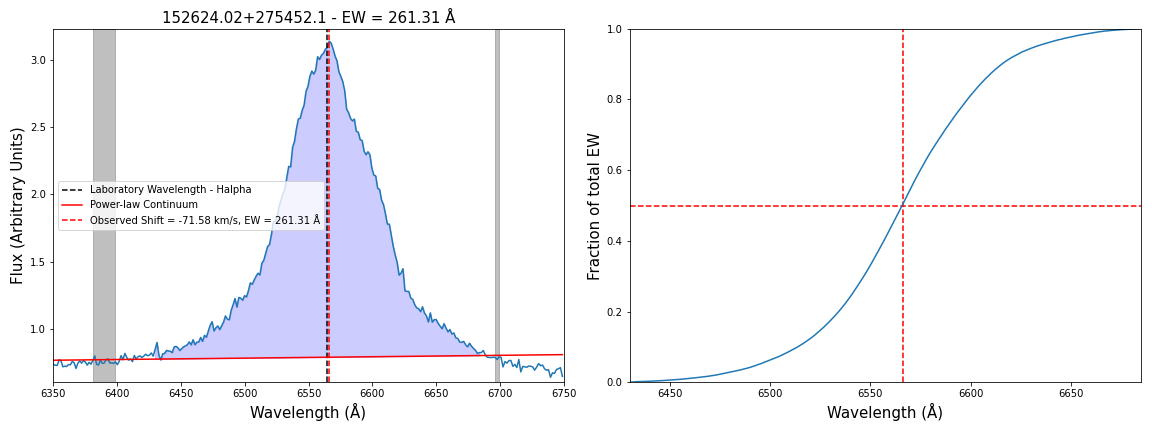 152624.02+275452.1 - EW = 261.31 Å
Flux (Arbitrary Units)
3.0
2.5
2.0
1.5
1.0
Laboratory Wavelength - Halpha
Power-law Continuum
Observed Shift = -71.58 km/s, EW = 261.31 Å
6350 6400 6450 6500 6550 6600 6650 6700 6750
Wavelength (Å)
Fraction of total EW
1.0
0.8
0.6
0.4
0.2
0.0
6450 6500 6550 6600 6650
Wavelength (Å)